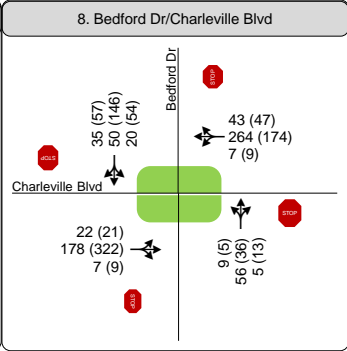 8. Bedford Dr/Charleville Blvd
Bedford Dr
STOP
35 (57)
50 (146)
20 (54)
43 (47)
264 (174)
7 (9)
STOP
Charleville Blvd
STOP
22 (21)
178 (322)
7 (9)
9 (5)
56 (36)
5 (13)
STOP